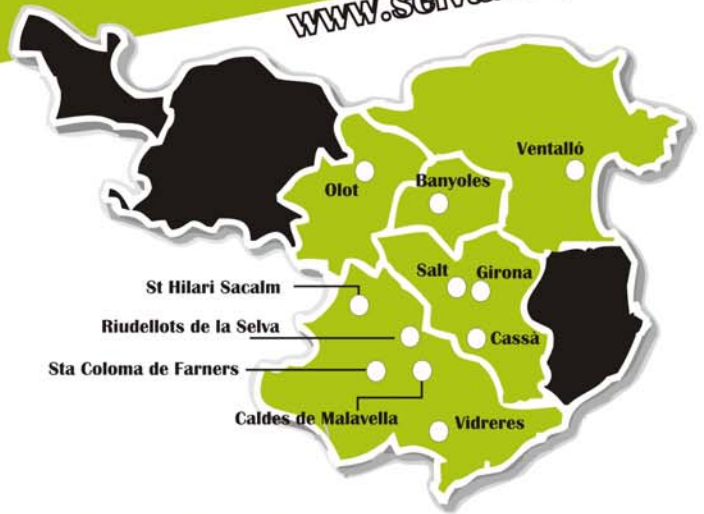 Ventalló
Olot
Banyoles
Salt
Girona
St Hilari Sacalm
Riudellots de la Selva
Cassà
Sta Coloma de Farners
Caldes de Malavella
Vidreres